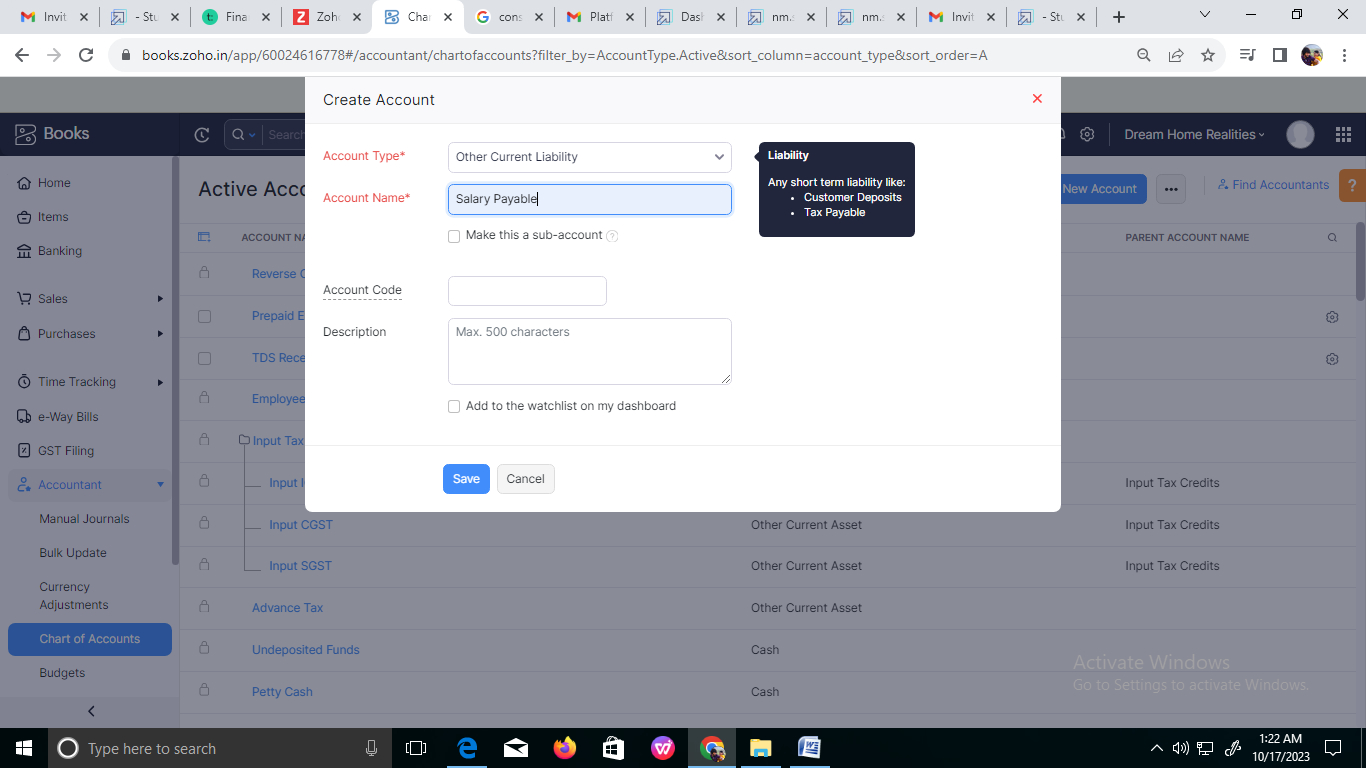 Invit
- Stu
Fina
Zoh
Cha
cons
Platf
Dash
nm.s
nm.s
Invit
- Stu
books.zoho.in/app/60024616778#/accountant/chartofaccounts?filter_by=AccountType.Active&sort_column=account_type&sort_order=A
Create Account
Books
Search
Dream Home Realities
Account Type*
Other Current Liability
Liability
Any short term liability like:
• Customer Deposits
• Tax Payable
Account Name*
Salary Payable
Make this a sub-account
Account Code
Description
Max. 500 characters
Add to the watchlist on my dashboard
Save Cancel
Home
Items
Banking
Sales
Purchases
Time Tracking
e-Way Bills
GST Filing
Accountant
Manual Journals
Bulk Update
Currency
Adjustments
Chart of Accounts
Budgets
Active Acc
New Account
Find Accountants
ACCOUNT NA
PARENT ACCOUNT NAME
Reverse C
Prepaid E
TDS Rece
Employee
Input Tax
Input I Input Tax Credits
Input CGST Other Current Asset Input Tax Credits
Input SGST Other Current Asset Input Tax Credits
Advance Tax Other Current Asset
Undeposited Funds Cash
Petty Cash Cash
Activate Windows
Go to Settings to activate Windows.
Type here to search
1:22 AM
10/17/2023